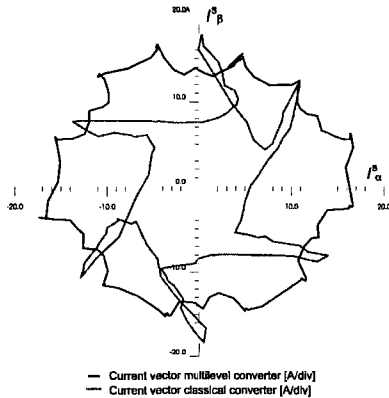 20.0A
i^s_β
10.0
0.0
i^s_α
-20.0
-10.0
10.0
20.0
-10.0
-20.0
Current vector multilevel converter [A/div]
Current vector classical converter [A/div]